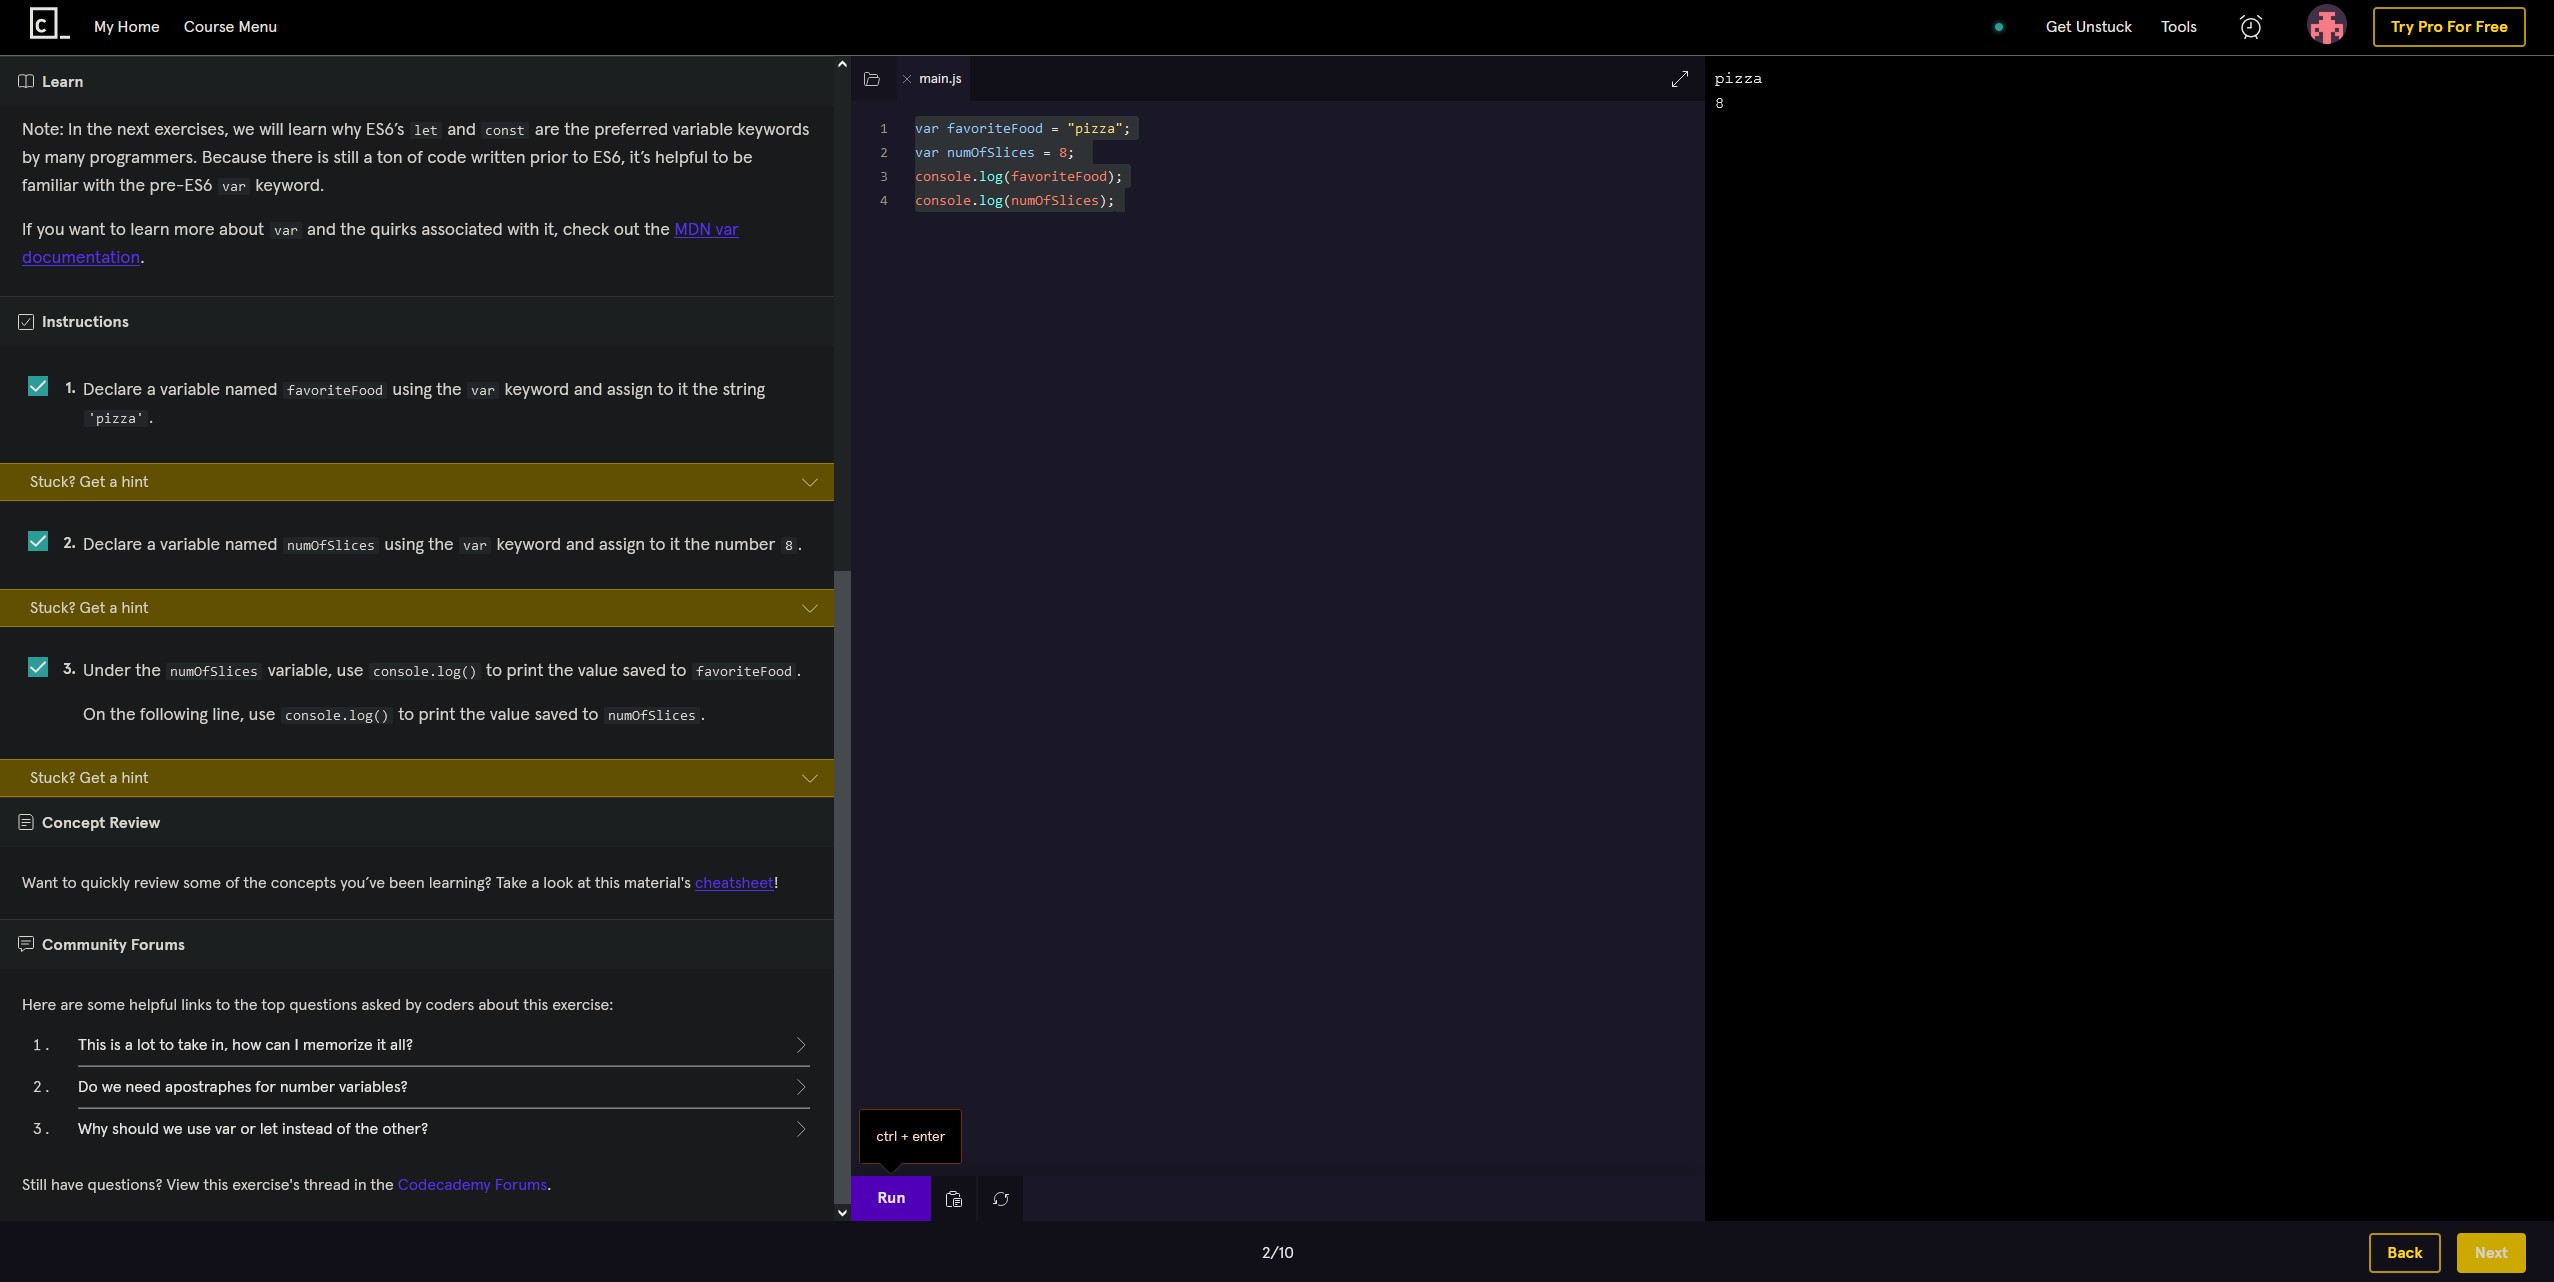 C_ My Home Course Menu Get Unstuck Tools Try Pro For Free
Learn
Note: In the next exercises, we will learn why ES6’s let and const are the preferred variable keywords
by many programmers. Because there is still a ton of code written prior to ES6, it’s helpful to be
familiar with the pre-ES6 var keyword.
If you want to learn more about var and the quirks associated with it, check out the MDN var
documentation.
Instructions
1. Declare a variable named favoriteFood using the var keyword and assign to it the string
'pizza' .
Stuck? Get a hint
2. Declare a variable named numOfSlices using the var keyword and assign to it the number 8 .
Stuck? Get a hint
3. Under the numOfSlices variable, use console.log() to print the value saved to favoriteFood .
On the following line, use console.log() to print the value saved to numOfSlices .
Stuck? Get a hint
Concept Review
Want to quickly review some of the concepts you’ve been learning? Take a look at this material's cheatsheet!
Community Forums
Here are some helpful links to the top questions asked by coders about this exercise:
1. This is a lot to take in, how can I memorize it all?
2. Do we need apostraphes for number variables?
3. Why should we use var or let instead of the other?
Still have questions? View this exercise's thread in the Codecademy Forums.
main.js
1 var favoriteFood = "pizza";
2 var numOfSlices = 8;
3 console.log(favoriteFood);
4 console.log(numOfSlices);
ctrl + enter
Run
pizza
8
2/10
Back Next